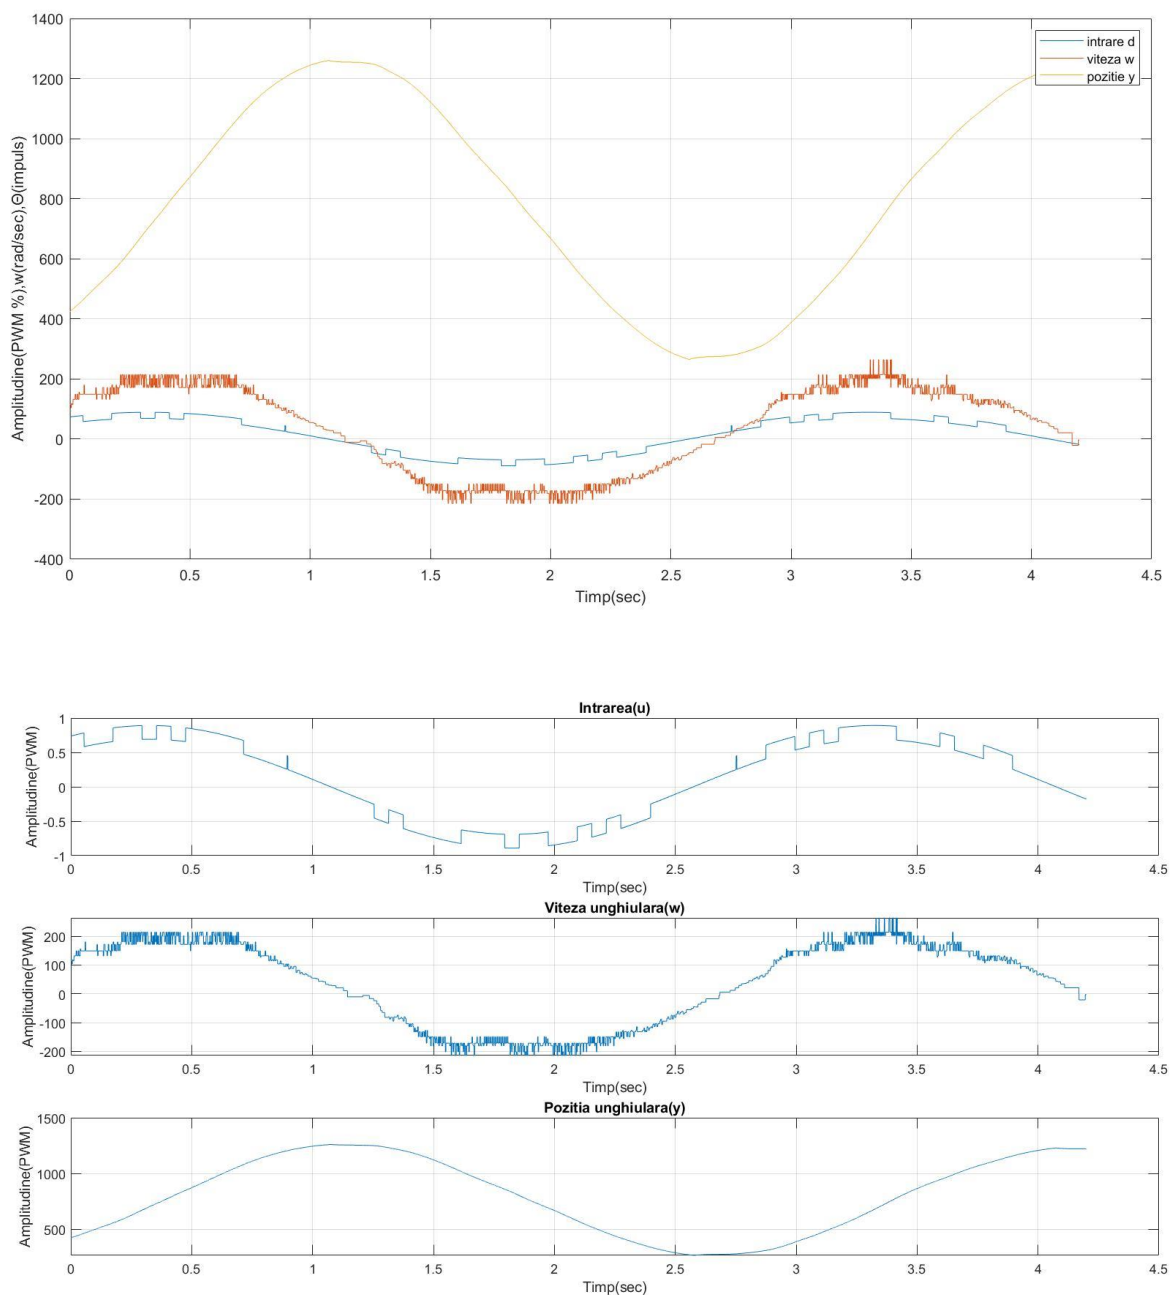 1400
1200
1000
800
600
400
200
0
-200
-400
Amplitudine(PWM %),w(rad/sec),Θ(impuls)
intrare d
viteza w
pozitie y
0 0.5 1 1.5 2 2.5 3 3.5 4 4.5
Timp(sec)
Intrarea(u)
1
0.5
0
-0.5
-1
Amplitudine(PWM)
0 0.5 1 1.5 2 2.5 3 3.5 4 4.5
Timp(sec)
Viteza unghiulara(w)
200
100
0
-100
-200
Amplitudine(PWM)
0 0.5 1 1.5 2 2.5 3 3.5 4 4.5
Timp(sec)
Pozitia unghiulara(y)
1500
1000
500
Amplitudine(PWM)
0 0.5 1 1.5 2 2.5 3 3.5 4 4.5
Timp(sec)